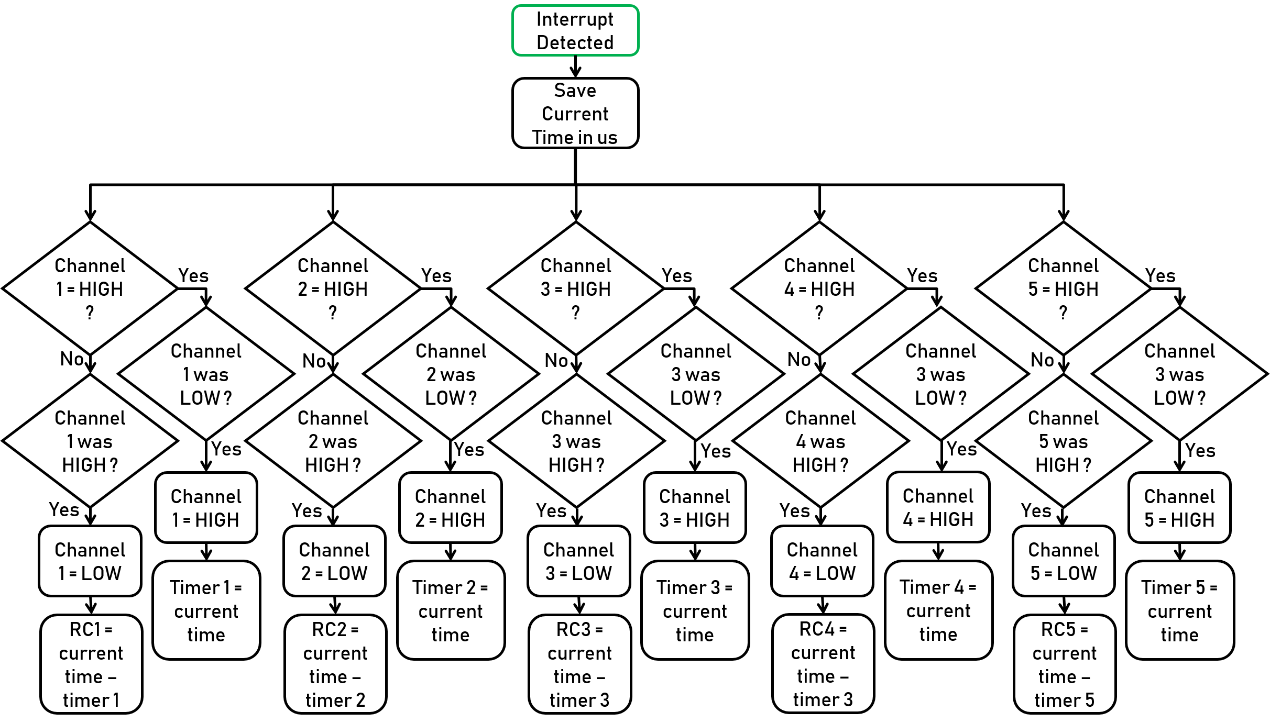 Interrupt
Detected
Save
Current
Time in us
Channel
1 = HIGH
?
Yes
No
Channel
1 was
LOW ?
Channel
1 was
HIGH ?
Yes
Yes
Channel
1 = HIGH
Channel
1 = LOW
Timer 1 =
current
time
RC1 =
current
time –
timer 1
Channel
2 = HIGH
?
Yes
No
Channel
2 was
LOW ?
Channel
2 was
HIGH ?
Yes
Yes
Channel
2 = HIGH
Channel
2 = LOW
Timer 2 =
current
time
RC2 =
current
time –
timer 2
Channel
3 = HIGH
?
Yes
No
Channel
3 was
LOW ?
Channel
3 was
HIGH ?
Yes
Yes
Channel
3 = HIGH
Channel
3 = LOW
Timer 3 =
current
time
RC3 =
current
time –
timer 3
Channel
4 = HIGH
?
Yes
No
Channel
3 was
LOW ?
Channel
4 was
HIGH ?
Yes
Yes
Channel
4 = HIGH
Channel
4 = LOW
Timer 4 =
current
time
RC4 =
current
time –
timer 3
Channel
5 = HIGH
?
Yes
No
Channel
3 was
LOW ?
Channel
5 was
HIGH ?
Yes
Yes
Channel
5 = HIGH
Channel
5 = LOW
Timer 5 =
current
time
RC5 =
current
time –
timer 5